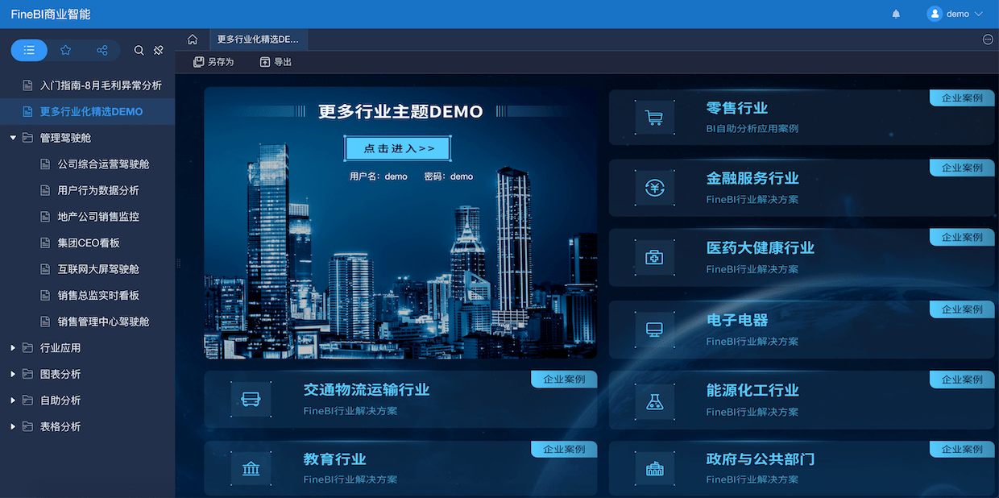 FineBI商业智能
demo
更多行业化精选DE...
另存为
导出
入门指南-8月毛利异常分析
更多行业化精选DEMO
管理驾驶舱
公司综合运营驾驶舱
用户行为数据分析
地产公司销售监控
集团CEO看板
互联网大屏驾驶舱
销售总监实时看板
销售管理中心驾驶舱
行业应用
图表分析
自助分析
表格分析
更多行业主题DEMO
点击进入>>
用户名：demo 密码：demo
企业案例
零售行业
BI自助分析应用案例
企业案例
金融服务行业
FineBI行业解决方案
企业案例
医药大健康行业
FineBI行业解决方案
企业案例
电子电器
FineBI行业解决方案
企业案例
交通物流运输行业
FineBI行业解决方案
企业案例
能源化工行业
FineBI行业解决方案
企业案例
教育行业
FineBI行业解决方案
企业案例
政府与公共部门
FineBI行业解决方案